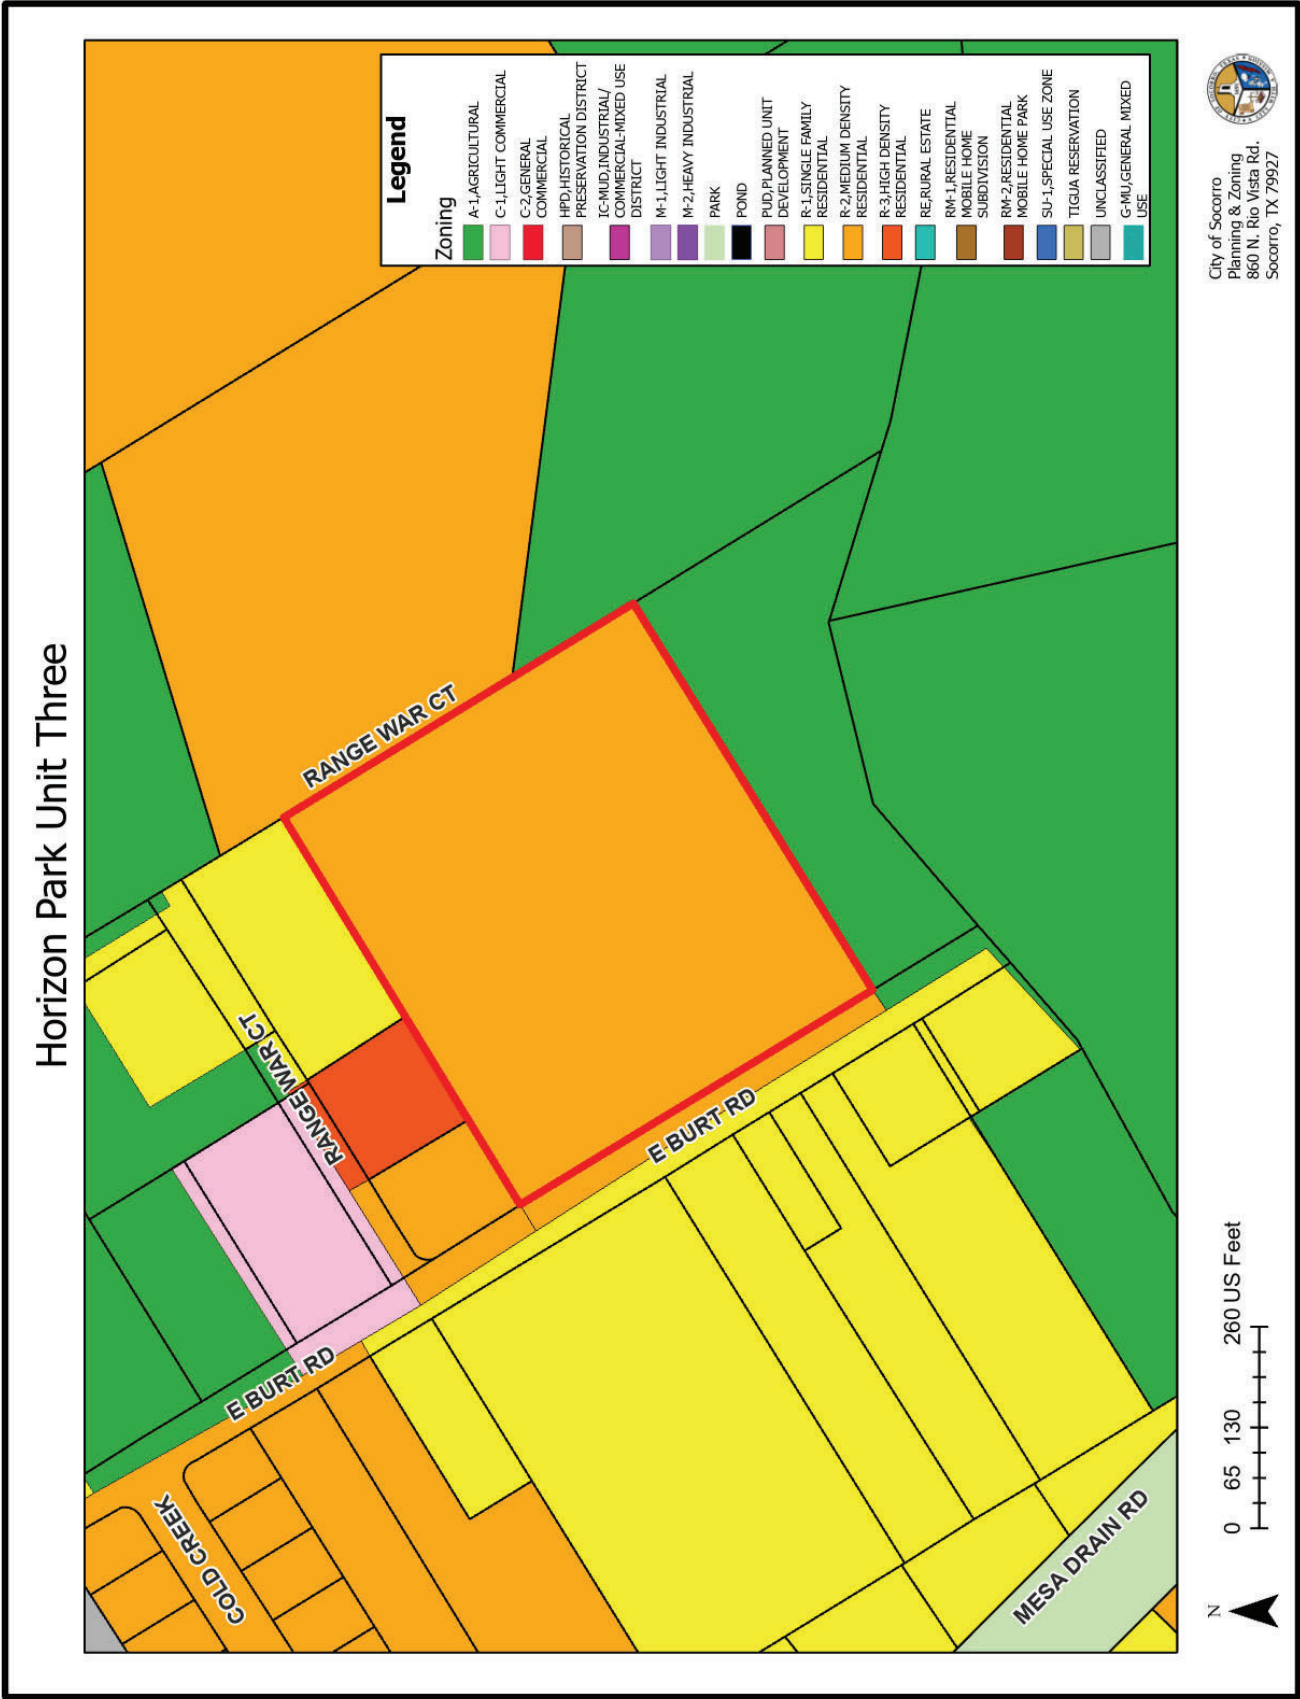 Horizon Park Unit Three
RANGE WAR CT
RANGE WAR CT
E BURT RD
E BURT RD
COLD CREEK
MESA DRAIN RD
Legend
Zoning
A-1,AGRICULTURAL
C-1,LIGHT COMMERCIAL
C-2,GENERAL
COMMERCIAL
HPD,HISTORICAL
PRESERVATION DISTRICT
IC-MUD,INDUSTRIAL/
COMMERCIAL-MIXED USE
DISTRICT
M-1,LIGHT INDUSTRIAL
M-2,HEAVY INDUSTRIAL
PARK
POND
PUD,PLANNED UNIT
DEVELOPMENT
R-1,SINGLE FAMILY
RESIDENTIAL
R-2,MEDIUM DENSITY
RESIDENTIAL
R-3,HIGH DENSITY
RESIDENTIAL
RE,RURAL ESTATE
RM-1,RESIDENTIAL
MOBILE HOME
SUBDIVISION
RM-2,RESIDENTIAL
MOBILE HOME PARK
SU-1,SPECIAL USE ZONE
TIGUA RESERVATION
UNCLASSIFIED
G-MU,GENERAL MIXED
USE
N
0 65 130 260 US Feet
City of Socorro
Planning & Zoning
860 N. Rio Vista Rd.
Socorro, TX 79927